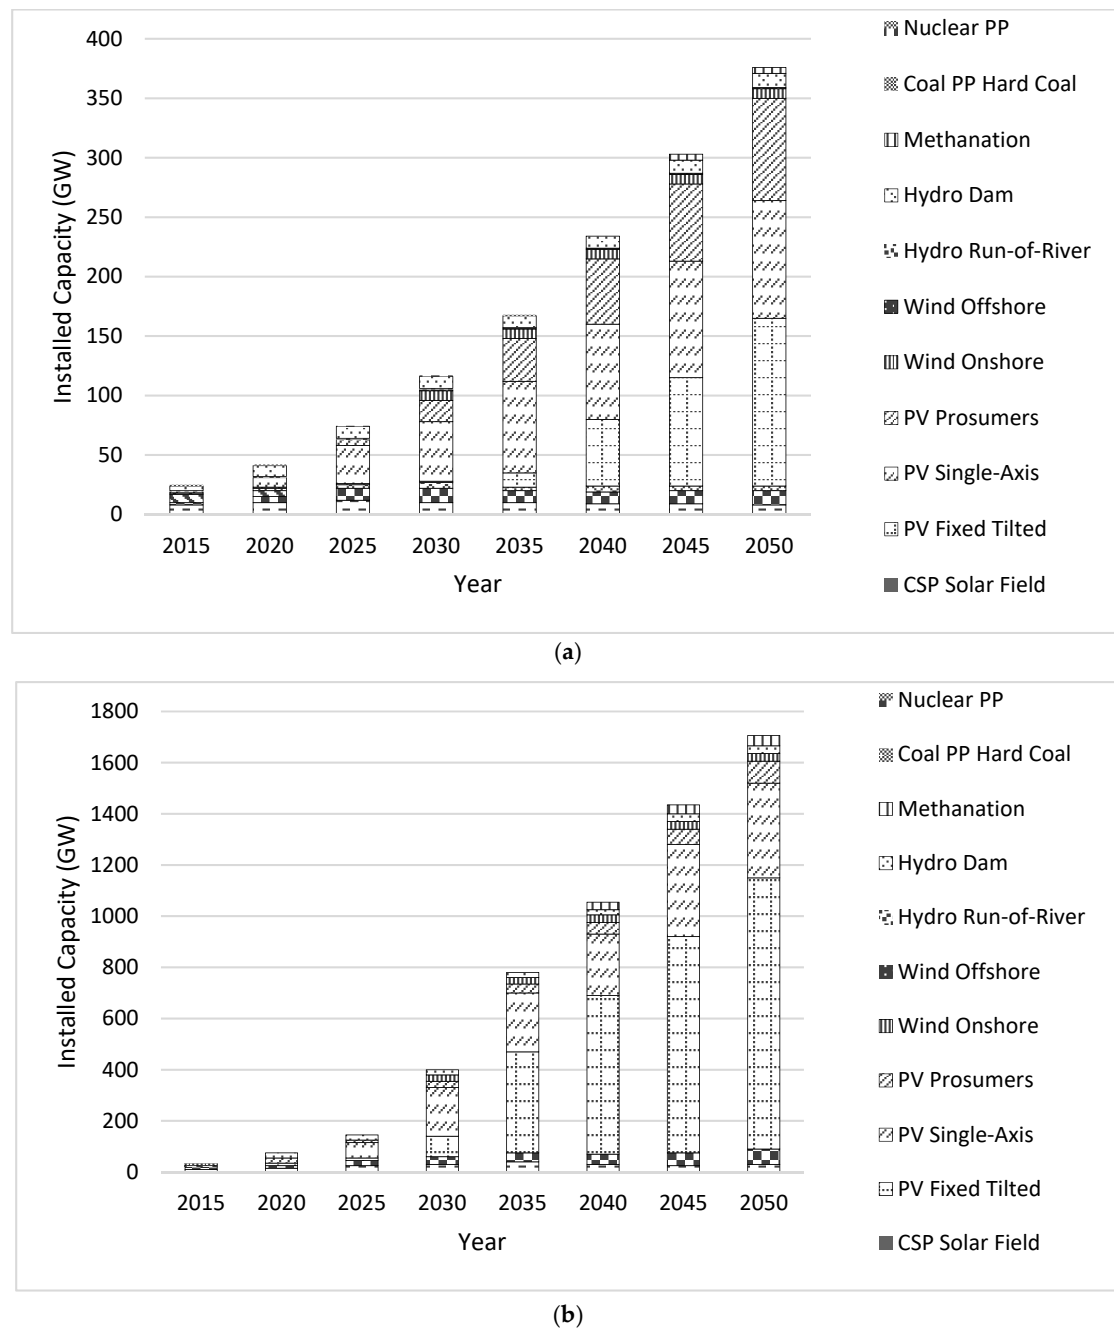 400
350
300
250
200
150
100
50
0
Installed Capacity (GW)
2015 2020 2025 2030 2035 2040 2045 2050
Year
Nuclear PP
Coal PP Hard Coal
Methanation
Hydro Dam
Hydro Run-of-River
Wind Offshore
Wind Onshore
PV Prosumers
PV Single-Axis
PV Fixed Tilted
CSP Solar Field
(a)
1800
1600
1400
1200
1000
800
600
400
200
0
Installed Capacity (GW)
2015 2020 2025 2030 2035 2040 2045 2050
Year
Nuclear PP
Coal PP Hard Coal
Methanation
Hydro Dam
Hydro Run-of-River
Wind Offshore
Wind Onshore
PV Prosumers
PV Single-Axis
PV Fixed Tilted
CSP Solar Field
(b)